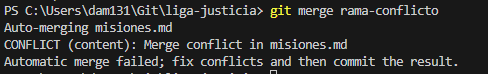 PS C:\Users\dam131\Git\liga-justicia> git merge rama-conflicto
Auto-merging misiones.md
CONFLICT (content): Merge conflict in misiones.md
Automatic merge failed; fix conflicts and then commit the result.